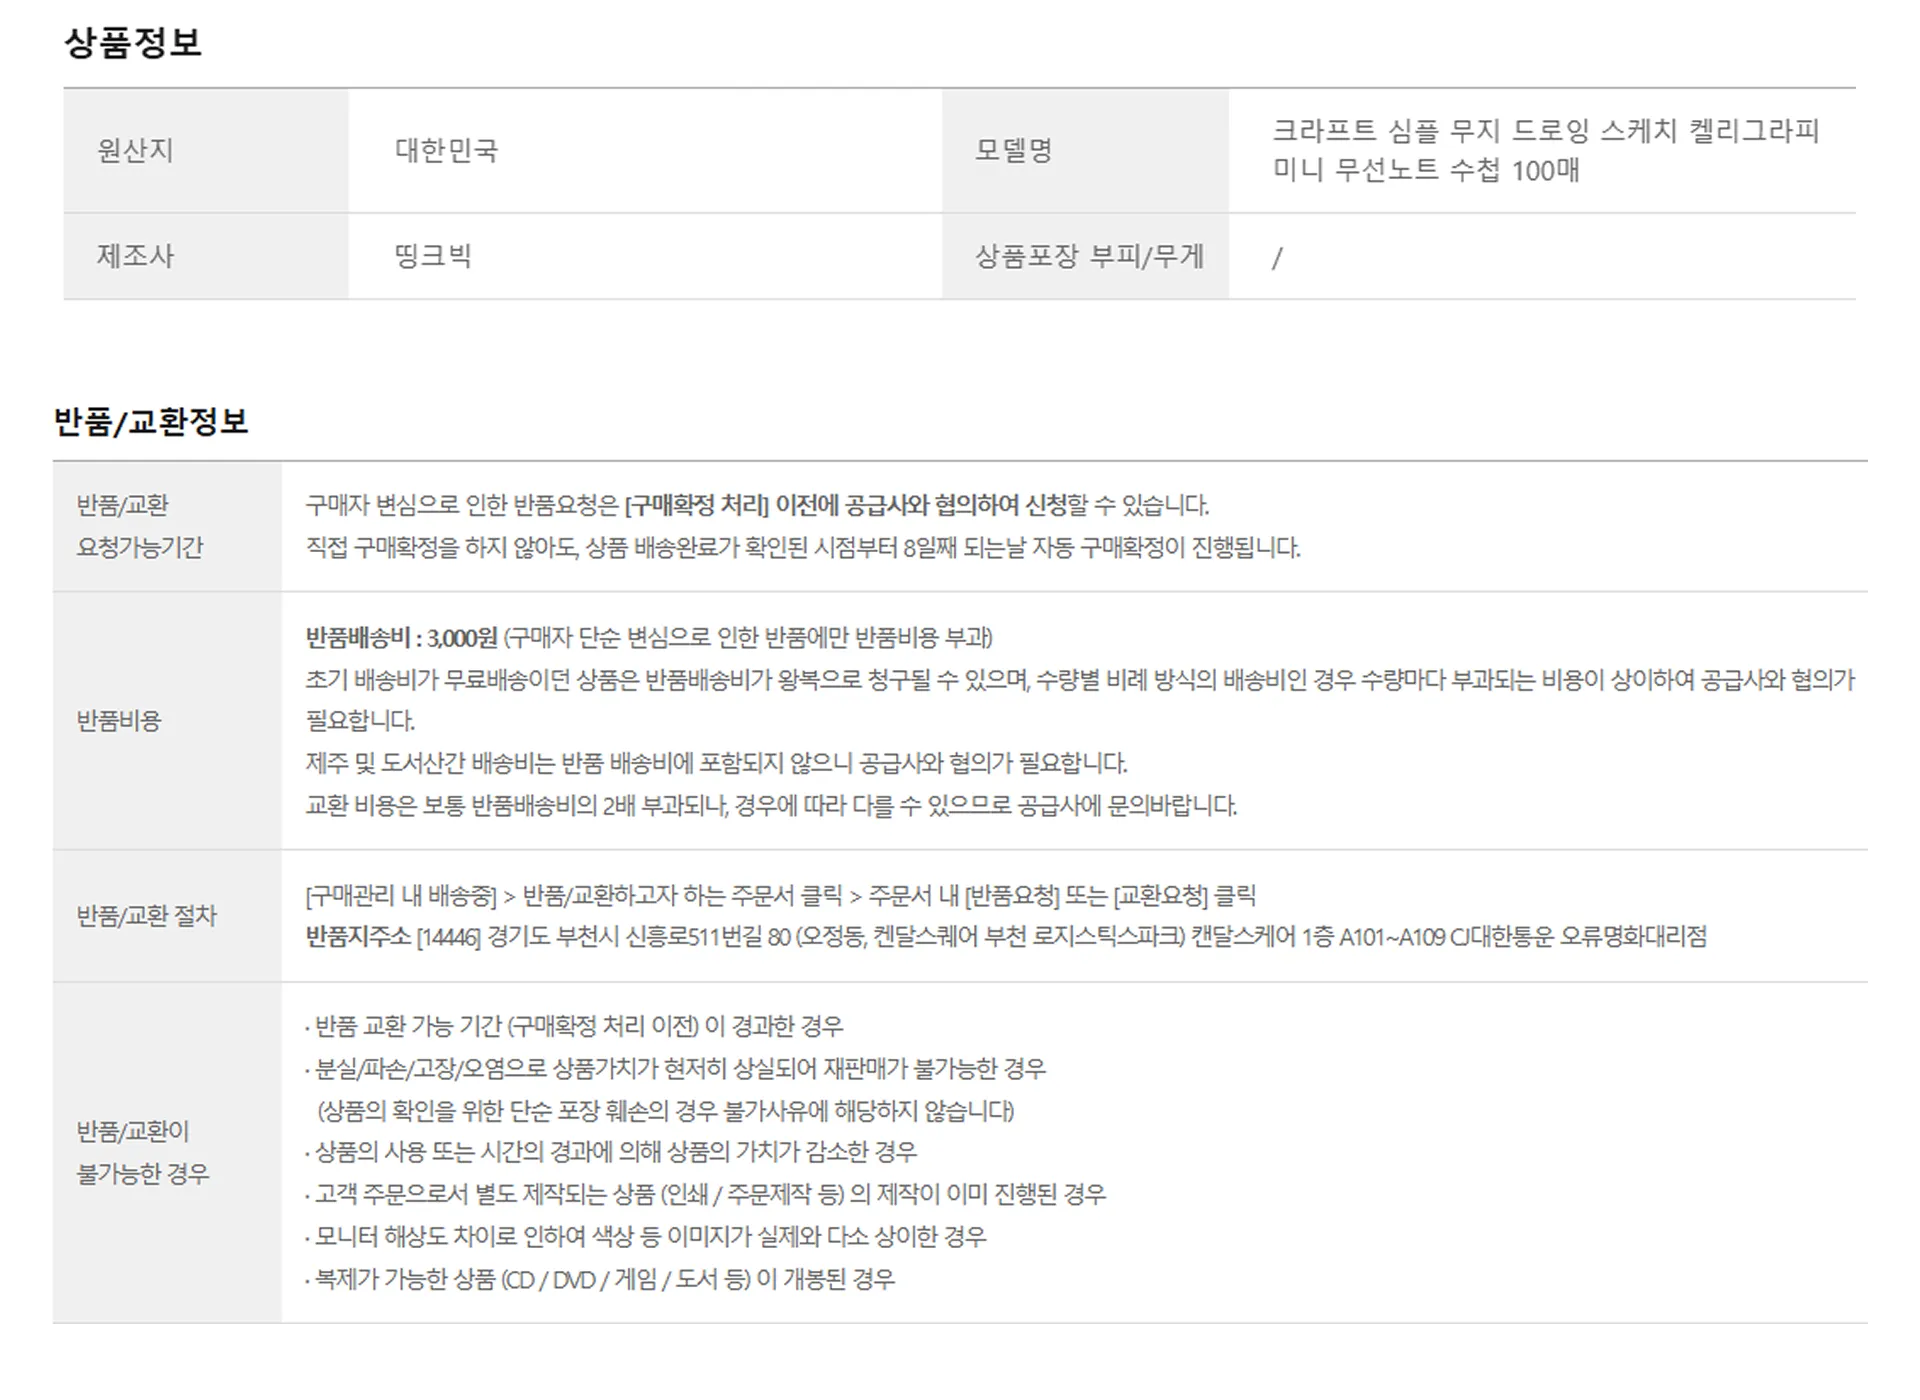 상품정보
원산지
대한민국
모델명
크라프트 심플 무지 드로잉 스케치 켈리그라피
미니 무선노트 수첩 100매
제조사
띵크빅
상품포장 부피/무게
/
반품/교환정보
반품/교환
요청가능기간
구매자 변심으로 인한 반품요청은 [구매확정 처리] 이전에 공급사와 협의하여 신청할 수 있습니다.
직접 구매확정을 하지 않아도, 상품 배송완료가 확인된 시점부터 8일째 되는날 자동 구매확정이 진행됩니다.
반품비용
반품배송비 : 3,000원 (구매자 단순 변심으로 인한 반품에만 반품비용 부과)
초기 배송비가 무료배송이던 상품은 반품배송비가 왕복으로 청구될 수 있으며, 수량별 비례 방식의 배송비인 경우 수량마다 부과되는 비용이 상이하여 공급사와 협의가
필요합니다.
제주 및 도서산간 배송비는 반품 배송비에 포함되지 않으니 공급사와 협의가 필요합니다.
교환 비용은 보통 반품배송비의 2배 부과되나, 경우에 따라 다를 수 있으므로 공급사에 문의바랍니다.
반품/교환 절차
[구매관리 내 배송중] > 반품/교환하고자 하는 주문서 클릭 > 주문서 내 [반품요청] 또는 [교환요청] 클릭
반품지주소 [14446] 경기도 부천시 신흥로511번길 80 (오정동, 켄달스퀘어 부천 로지스틱스파크) 캔달스케어 1층 A101~A109 CJ대한통운 오류명화대리점
반품/교환이
불가능한 경우
· 반품 교환 가능 기간 (구매확정 처리 이전) 이 경과한 경우
· 분실/파손/고장/오염으로 상품가치가 현저히 상실되어 재판매가 불가능한 경우
(상품의 확인을 위한 단순 포장 훼손의 경우 불가사유에 해당하지 않습니다)
· 상품의 사용 또는 시간의 경과에 의해 상품의 가치가 감소한 경우
· 고객 주문으로서 별도 제작되는 상품 (인쇄 / 주문제작 등) 의 제작이 이미 진행된 경우
· 모니터 해상도 차이로 인하여 색상 등 이미지가 실제와 다소 상이한 경우
· 복제가 가능한 상품 (CD / DVD / 게임 / 도서 등) 이 개봉된 경우